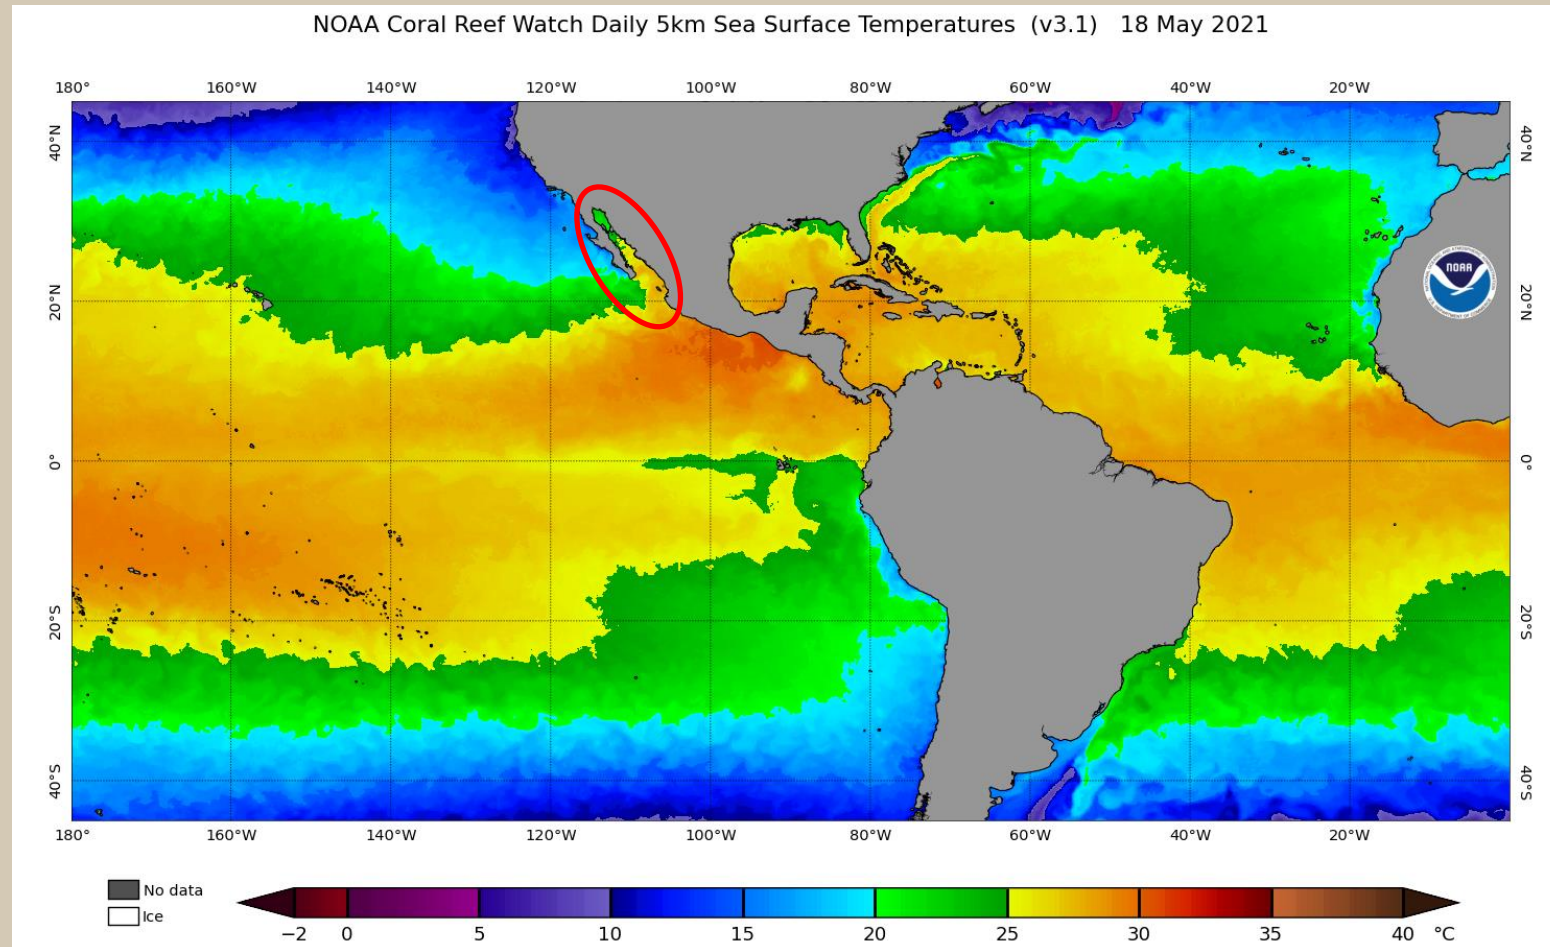 NOAA Coral Reef Watch Daily 5km Sea Surface Temperatures (v3.1) 18 May 2021
180° 160°W 140°W 120°W 100°W 80°W 60°W 40°W 20°W
40°N 40°N
20°N 20°N
NOAA
0° 0°
20°S 20°S
40°S 40°S
180° 160°W 140°W 120°W 100°W 80°W 60°W 40°W 20°W
No data
Ice
−2 0 5 10 15 20 25 30 35 40 °C